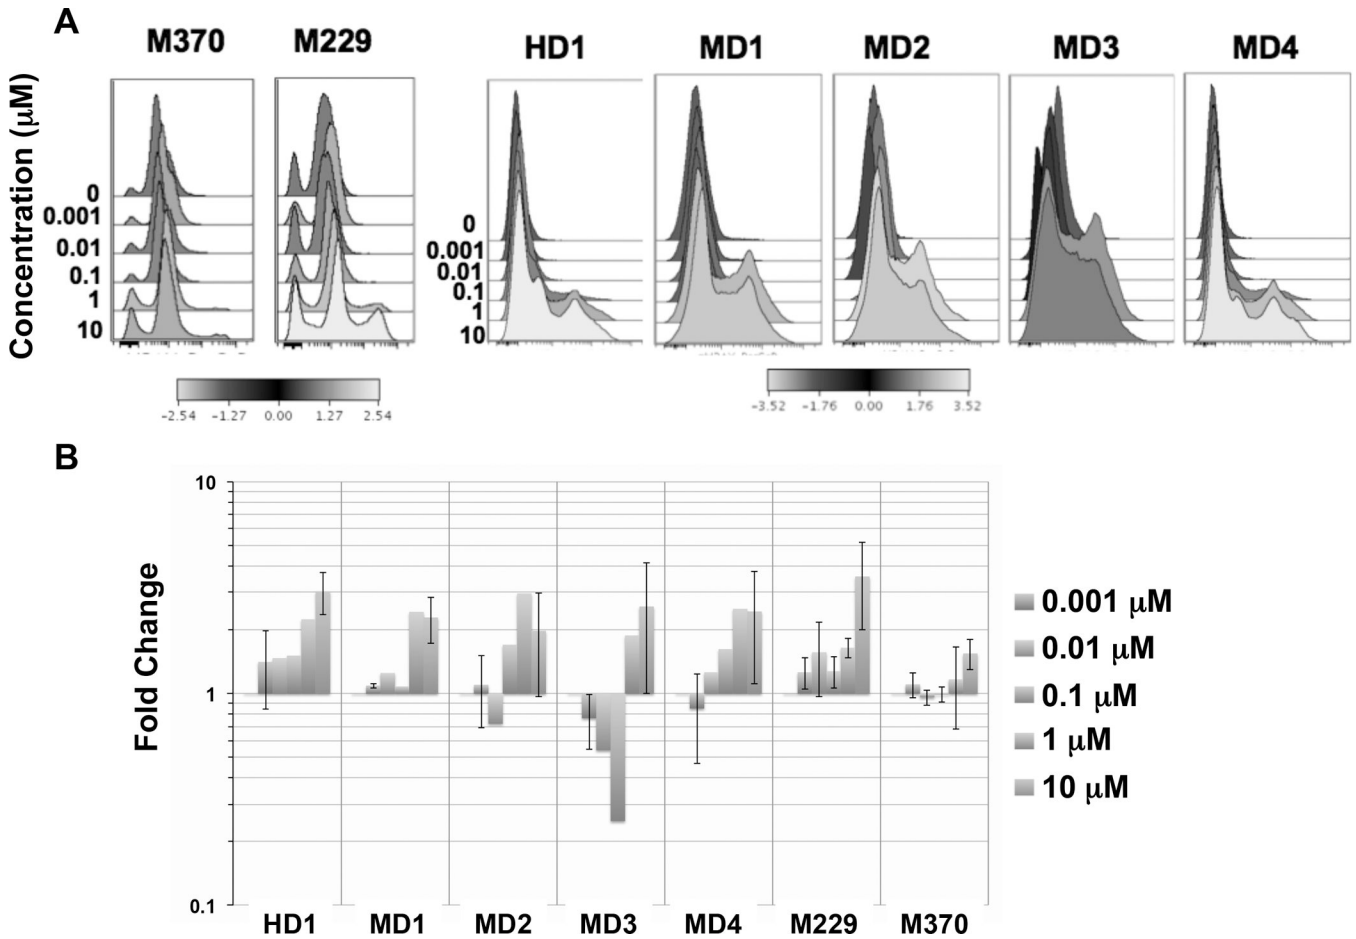 A
M370 M229 HD1 MD1 MD2 MD3 MD4
Concentration (μM)
0
0.001
0.01
0.1
1
10
0
0.001
0.01
0.1
1
10
-2.54 -1.27 0.00 1.27 2.54
-3.52 -1.76 0.00 1.76 3.52
B
Fold Change
10
1
0.1
HD1 MD1 MD2 MD3 MD4 M229 M370
0.001 μM
0.01 μM
0.1 μM
1 μM
10 μM